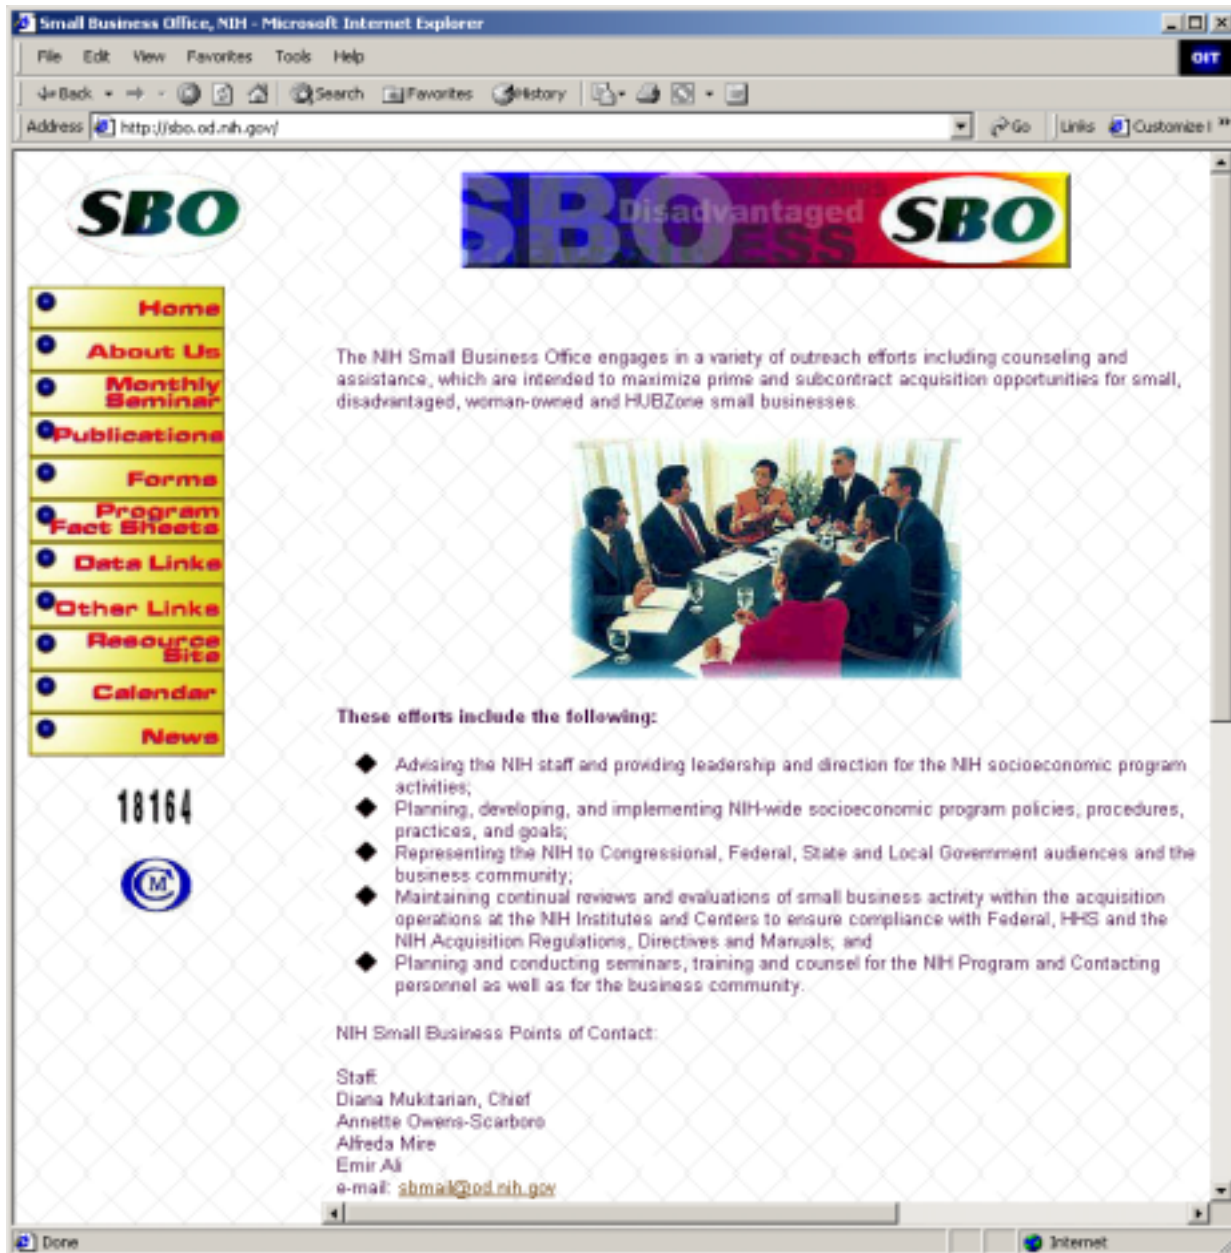 Small Business Office, NIH - Microsoft Internet Explorer
File Edit View Favorites Tools Help
OIT
Back Search Favorites History
Address http://sbo.od.nih.gov/ Go Links Customize
SBO
SBO Disadvantaged BUSINESS SBO
Home
About Us
Monthly
Seminar
Publications
Forms
Program
Fact Sheets
Data Links
Other Links
Resource
Site
Calendar
News
18164
CM
The NIH Small Business Office engages in a variety of outreach efforts including counseling and
assistance, which are intended to maximize prime and subcontract acquisition opportunities for small,
disadvantaged, woman-owned and HUBZone small businesses.
These efforts include the following:
Advising the NIH staff and providing leadership and direction for the NIH socioeconomic program
activities;
Planning, developing, and implementing NIH-wide socioeconomic program policies, procedures,
practices, and goals;
Representing the NIH to Congressional, Federal, State and Local Government audiences and the
business community;
Maintaining continual reviews and evaluations of small business activity within the acquisition
operations at the NIH Institutes and Centers to ensure compliance with Federal, HHS and the
NIH Acquisition Regulations, Directives and Manuals; and
Planning and conducting seminars, training and counsel for the NIH Program and Contacting
personnel as well as for the business community.
NIH Small Business Points of Contact:
Staff:
Diana Mukitarian, Chief
Annette Owens-Scarboro
Alfreda Mire
Emir Ali
e-mail: sbmail@od.nih.gov
Done Internet